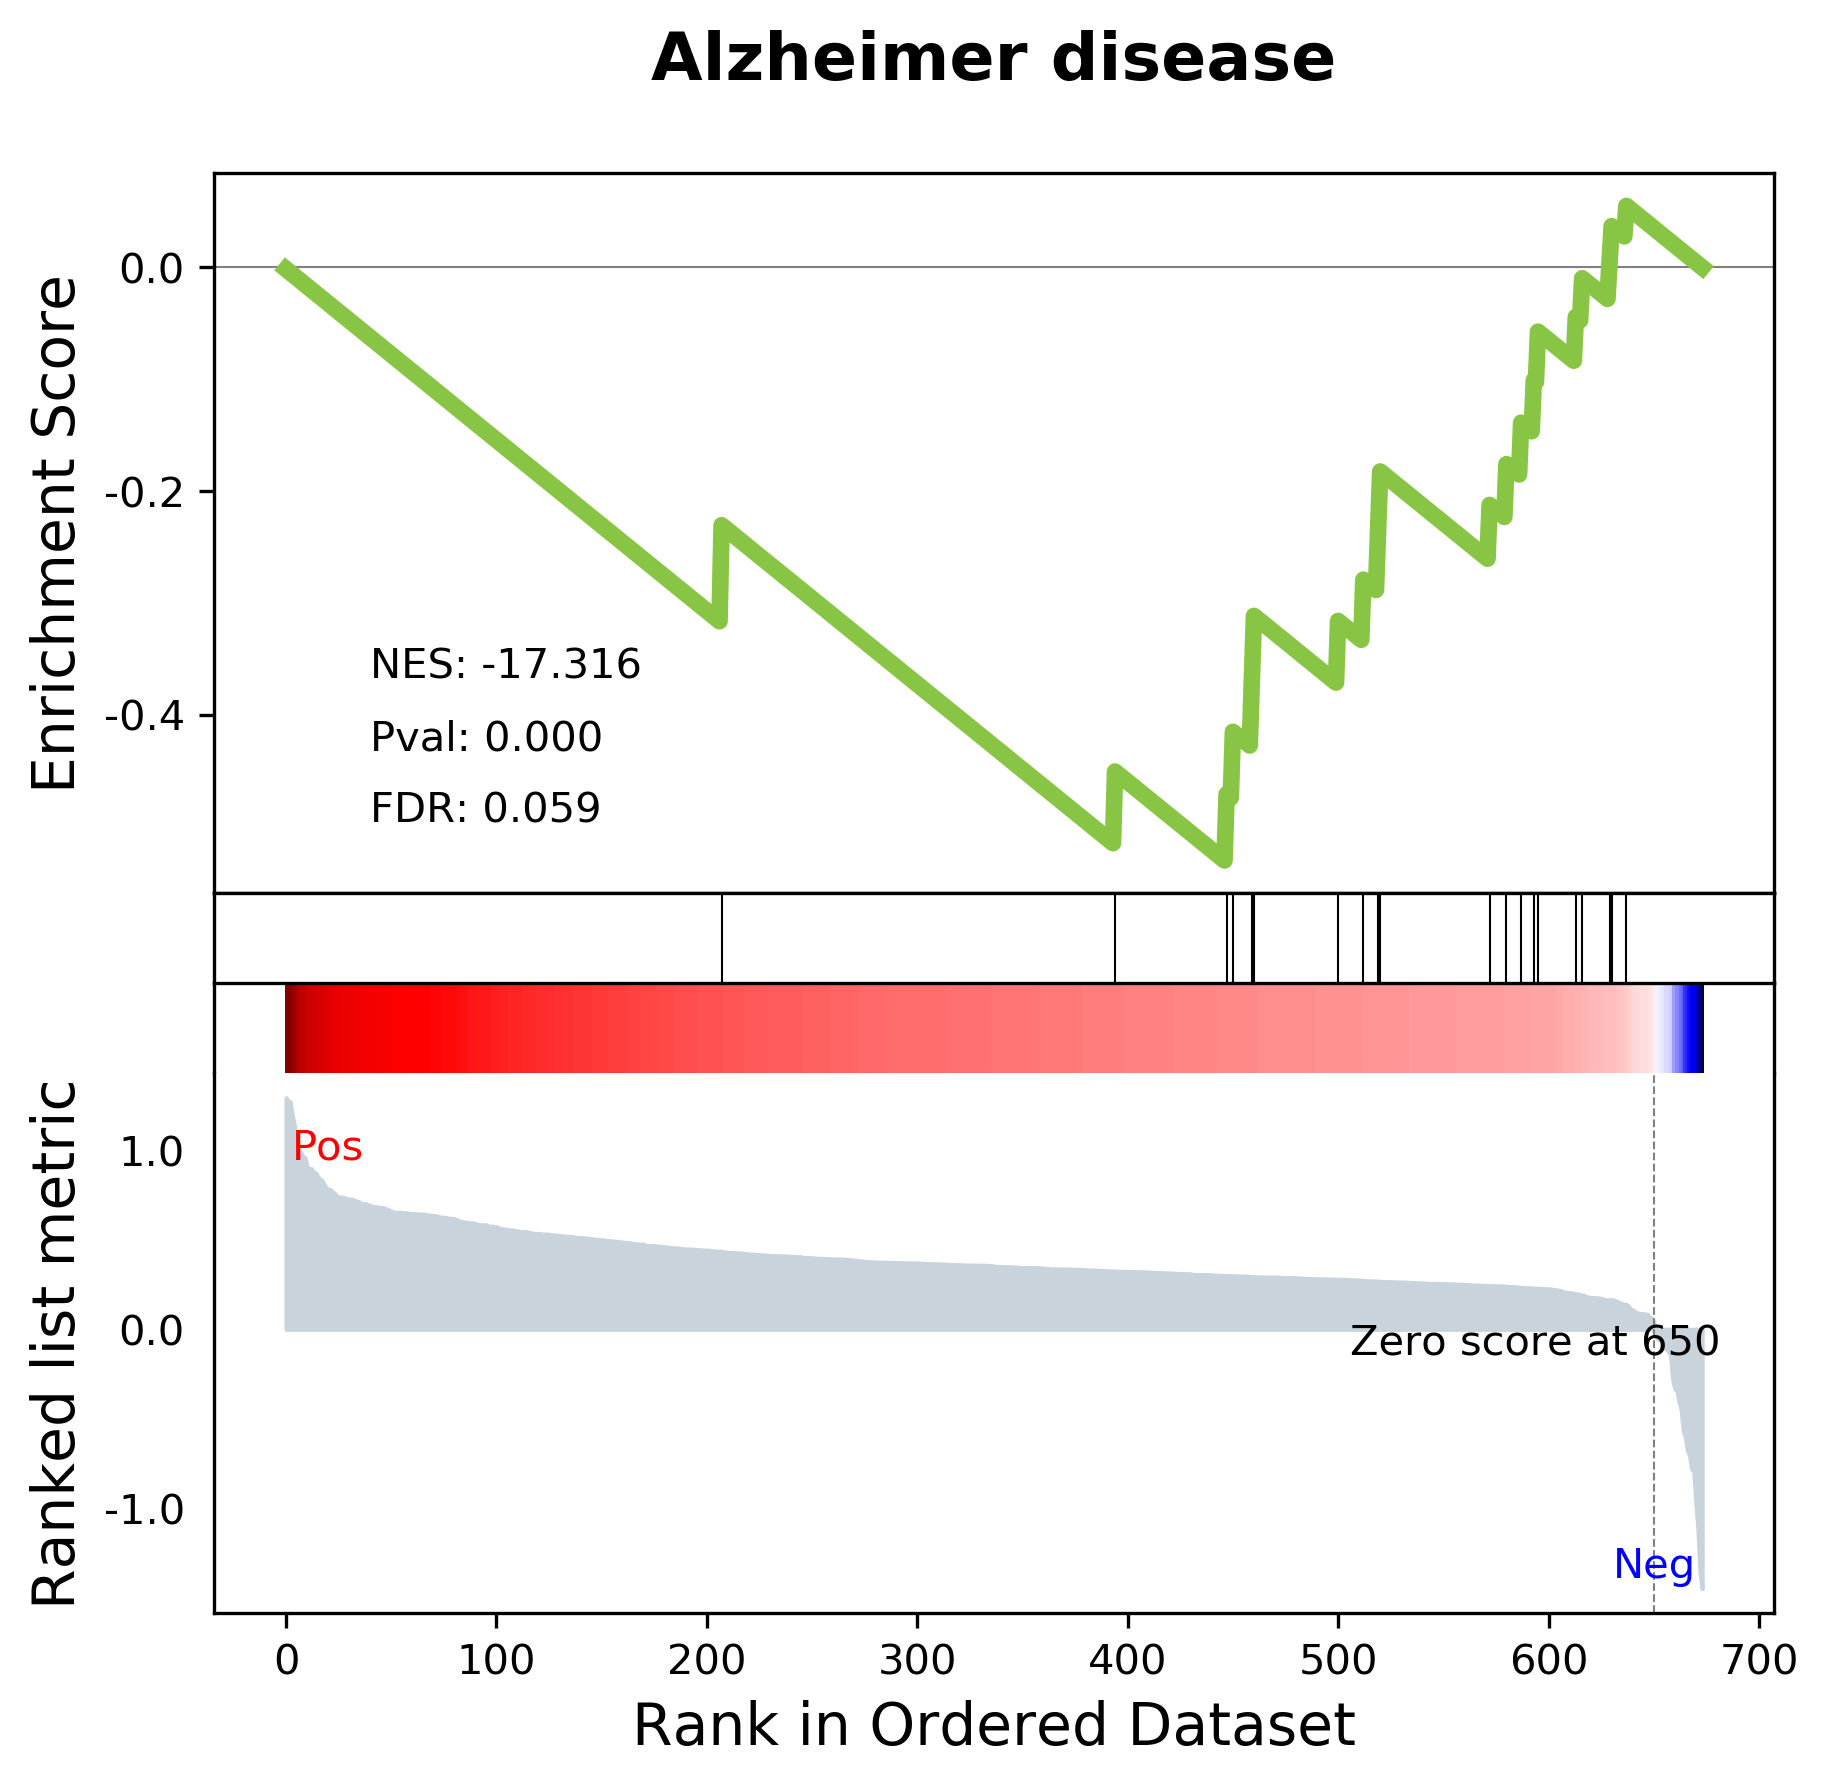 Alzheimer disease
Enrichment Score
0.0
-0.2
-0.4
NES: -17.316
Pval: 0.000
FDR: 0.059
Ranked list metric
1.0
0.0
-1.0
Pos
Zero score at 650
Neg
0 100 200 300 400 500 600 700
Rank in Ordered Dataset